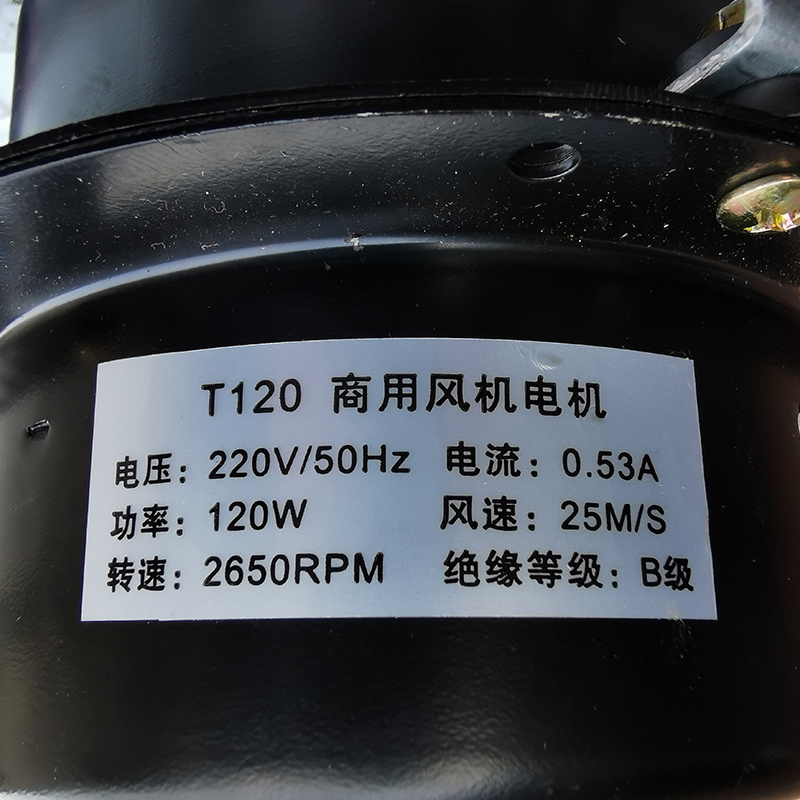 T120 商用风机电机
电压：220V/50Hz 电流：0.53A
功率：120W 风速：25M/S
转速：2650RPM 绝缘等级：B级